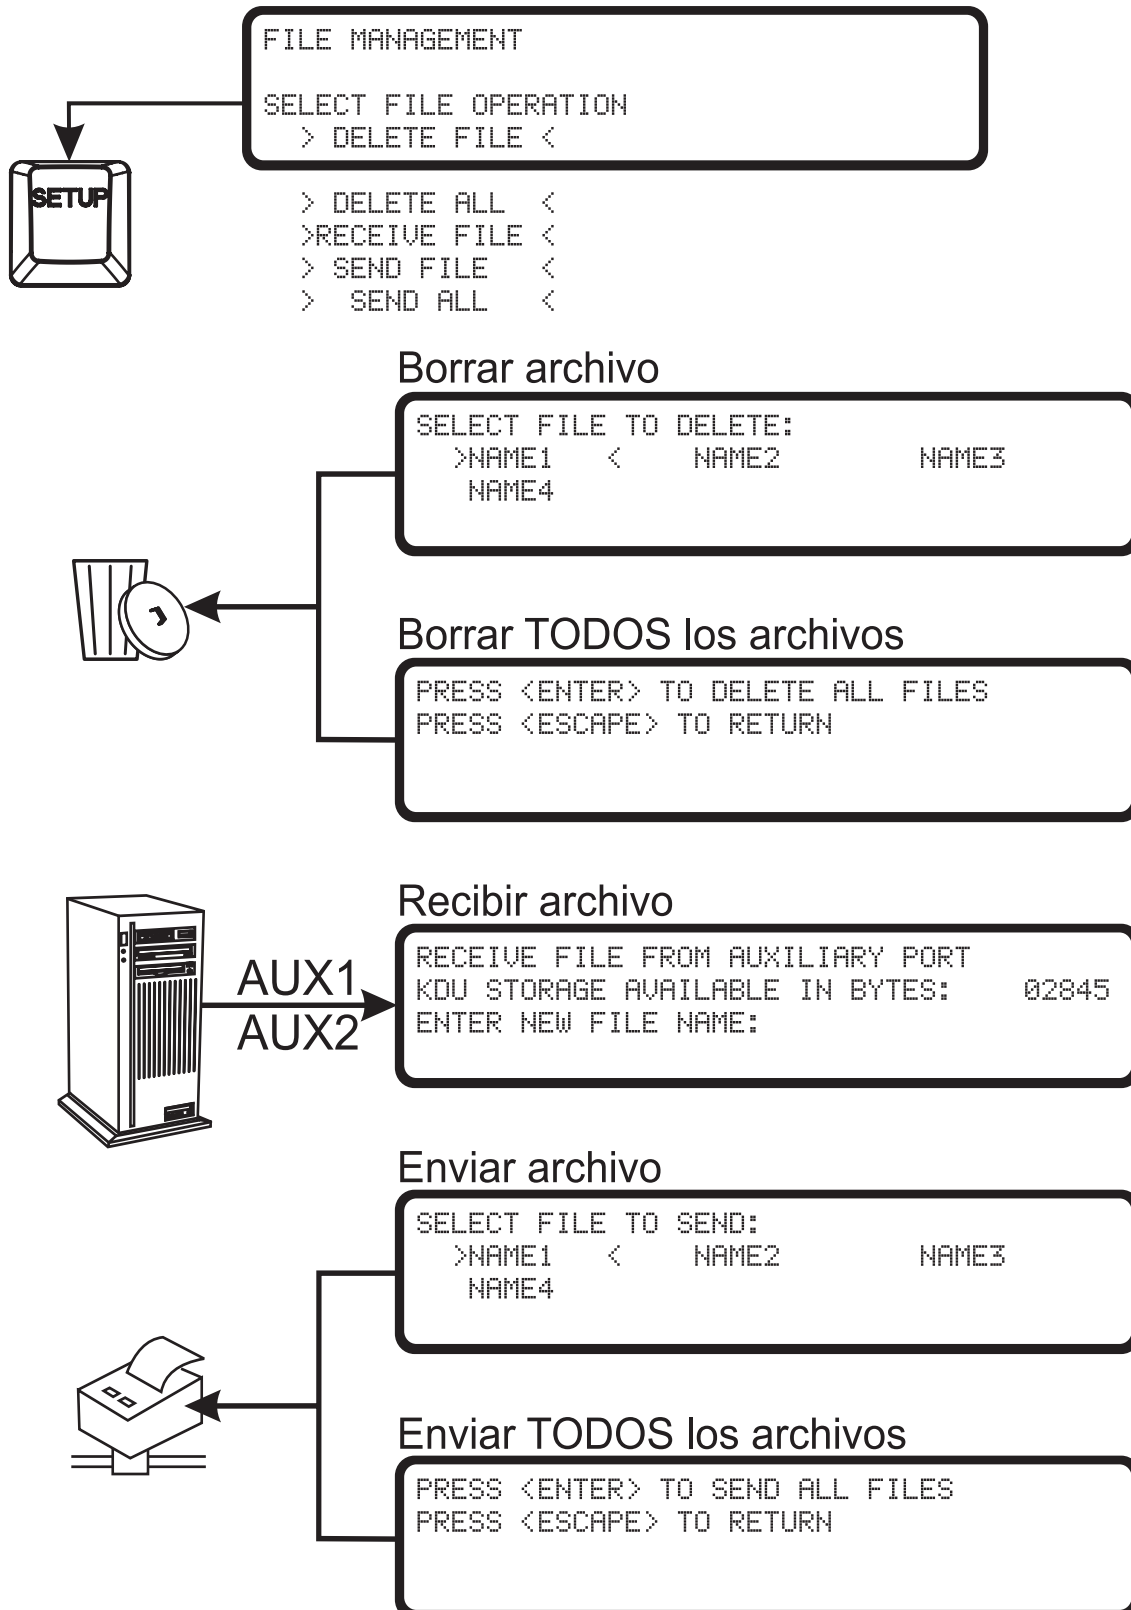 FILE MANAGEMENT
SELECT FILE OPERATION
> DELETE FILE <
SETUP
> DELETE ALL <
>RECEIVE FILE <
> SEND FILE <
> SEND ALL <
Borrar archivo
SELECT FILE TO DELETE:
>NAME1 < NAME2 NAME3
NAME4
Borrar TODOS los archivos
PRESS <ENTER> TO DELETE ALL FILES
PRESS <ESCAPE> TO RETURN
Recibir archivo
AUX1
AUX2
RECEIVE FILE FROM AUXILIARY PORT
KDU STORAGE AVAILABLE IN BYTES: 02845
ENTER NEW FILE NAME:
Enviar archivo
SELECT FILE TO SEND:
>NAME1 < NAME2 NAME3
NAME4
Enviar TODOS los archivos
PRESS <ENTER> TO SEND ALL FILES
PRESS <ESCAPE> TO RETURN